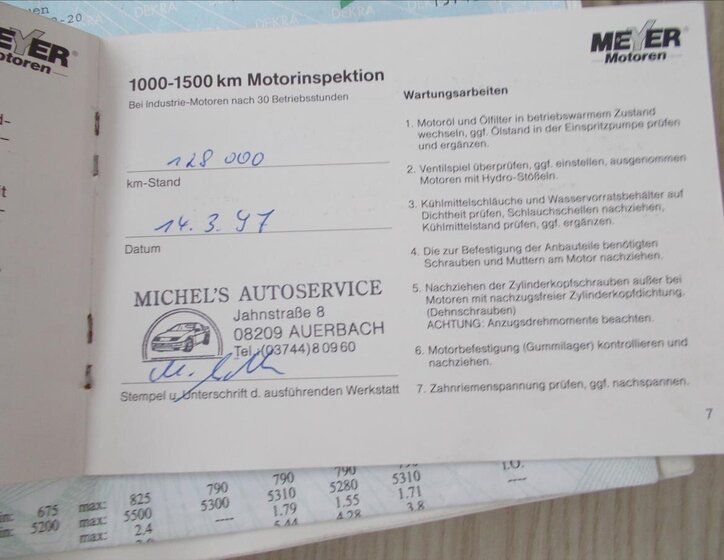 MEYER
Motoren
DEKRA
MEYER
Motoren
1000-1500 km Motorinspektion
Bei Industrie-Motoren nach 30 Betriebsstunden
128 000
km-Stand
14.3.97
Datum
MICHEL'S AUTOSERVICE
Jahnstraße 8
08209 AUERBACH
Tel.:(03744)80960
Stempel u. Unterschrift d. ausführenden Werkstatt
Wartungsarbeiten
1. Motoröl und Ölfilter in betriebswarmem Zustand
wechseln, ggf. Ölstand in der Einspritzpumpe prüfen
und ergänzen.
2. Ventilspiel überprüfen, ggf. einstellen, ausgenommen
Motoren mit Hydro-Stößeln.
3. Kühlmittelschläuche und Wasservorratsbehälter auf
Dichtheit prüfen, Schlauchschellen nachziehen,
Kühlmittelstand prüfen, ggf. ergänzen.
4. Die zur Befestigung der Anbauteile benötigten
Schrauben und Muttern am Motor nachziehen.
5. Nachziehen der Zylinderkopfschrauben außer bei
Motoren mit nachzugsfreier Zylinderkopfdichtung.
(Dehnschrauben)
ACHTUNG: Anzugsdrehmomente beachten.
6. Motorbefestigung (Gummilager) kontrollieren und
nachziehen.
7. Zahnriemenspannung prüfen, ggf. nachspannen.
7
675 max: 825 790 790 790 5310
5200 max: 5500 5300 5310 5280 1.71
max: 2.4 ---- 1.79 1.55 3.8